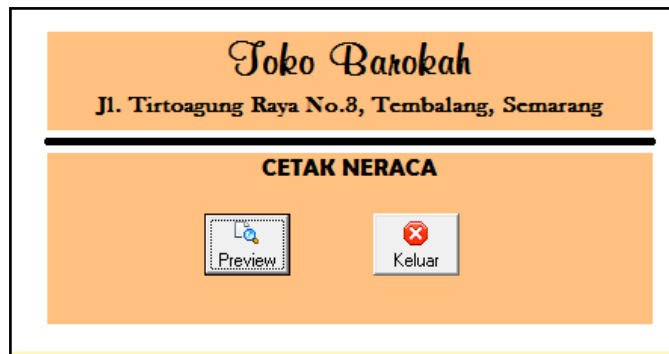 Toko Barokah
Jl. Tirtoagung Raya No.8, Tembalang, Semarang
CETAK NERACA
Preview Keluar